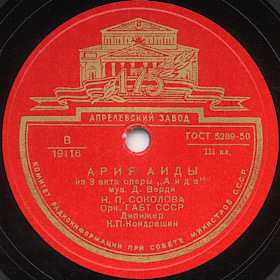 175
АПРЕЛЕВСКИЙ ЗАВОД
В
19116
ГОСТ 5289-50
III кл.
АРИЯ АИДЫ
из 3 акта оперы „Аида“
муз. Д. Верди
Н. П. СОКОЛОВА
Орк. ГАБТ СССР
Дирижер
К. П. Кондрашин
КОМИТЕТ РАДИОИНФОРМАЦИИ ПРИ СОВЕТЕ МИНИСТРОВ СССР